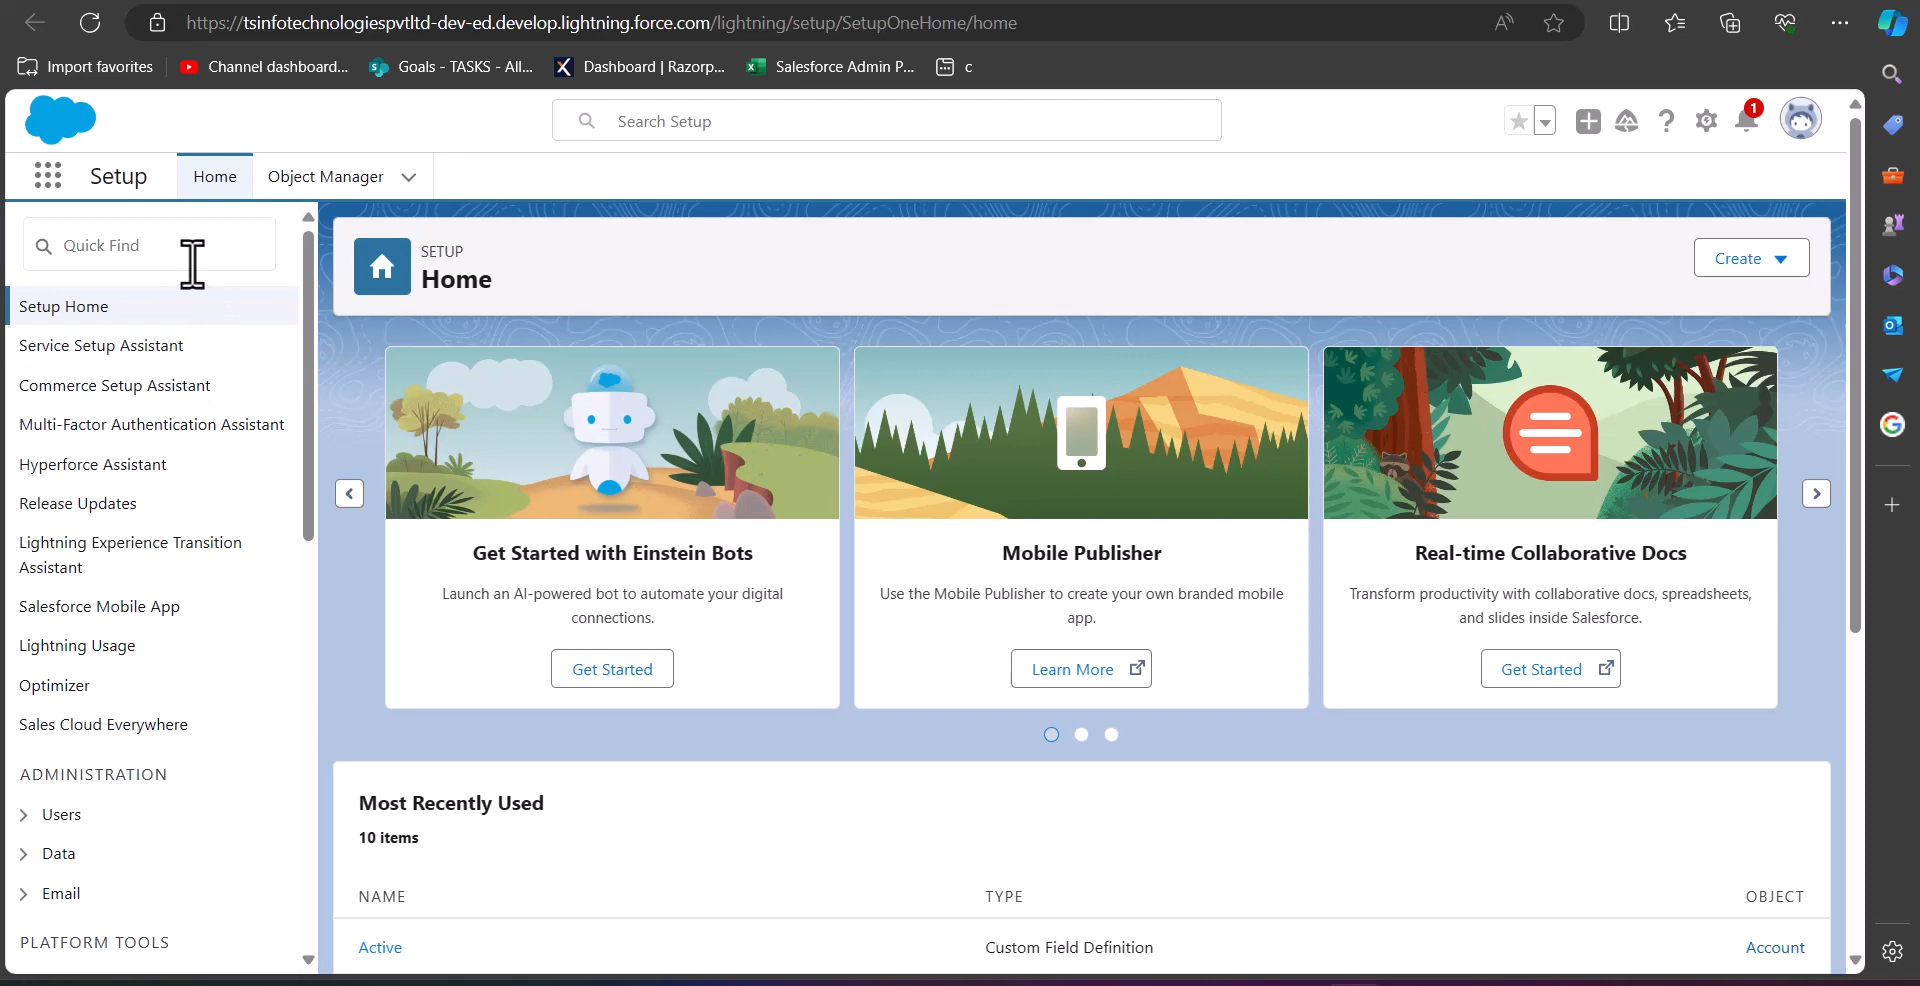 https://tsinfotechnologiespvtltd-dev-ed.develop.lightning.force.com/lightning/setup/SetupOneHome/home
Import favorites
Channel dashboard...
Goals - TASKS - All...
Dashboard | Razorp...
Salesforce Admin P...
c
Search Setup
1
Setup
Home
Object Manager
Quick Find
Setup Home
Service Setup Assistant
Commerce Setup Assistant
Multi-Factor Authentication Assistant
Hyperforce Assistant
Release Updates
Lightning Experience Transition
Assistant
Salesforce Mobile App
Lightning Usage
Optimizer
Sales Cloud Everywhere
ADMINISTRATION
Users
Data
Email
PLATFORM TOOLS
SETUP
Home
Create
Get Started with Einstein Bots
Launch an AI-powered bot to automate your digital
connections.
Get Started
Mobile Publisher
Use the Mobile Publisher to create your own branded mobile
app.
Learn More
Real-time Collaborative Docs
Transform productivity with collaborative docs, spreadsheets,
and slides inside Salesforce.
Get Started
Most Recently Used
10 items
NAME TYPE OBJECT
Active Custom Field Definition Account